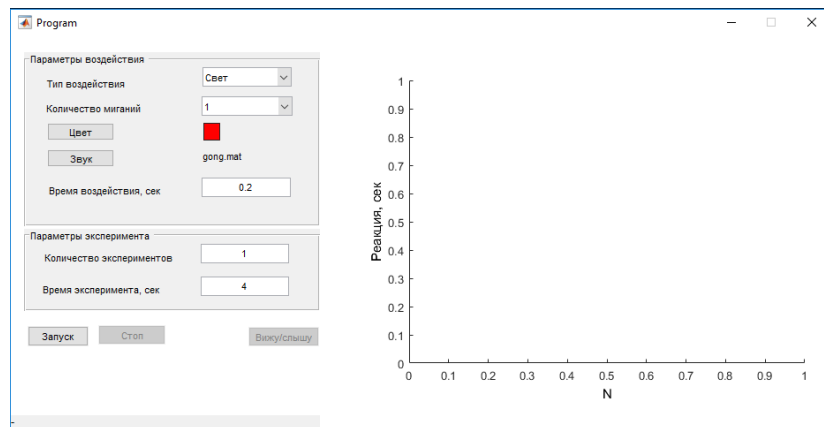 Program
Параметры воздействия
Тип воздействия Свет
Количество миганий 1
Цвет
Звук gong.mat
Время воздействия, сек 0.2
Параметры эксперимента
Количество экспериментов 1
Время эксперимента, сек 4
Запуск Стоп Вижу/слышу
Реакция, сек
1
0.9
0.8
0.7
0.6
0.5
0.4
0.3
0.2
0.1
0
0 0.1 0.2 0.3 0.4 0.5 0.6 0.7 0.8 0.9 1
N